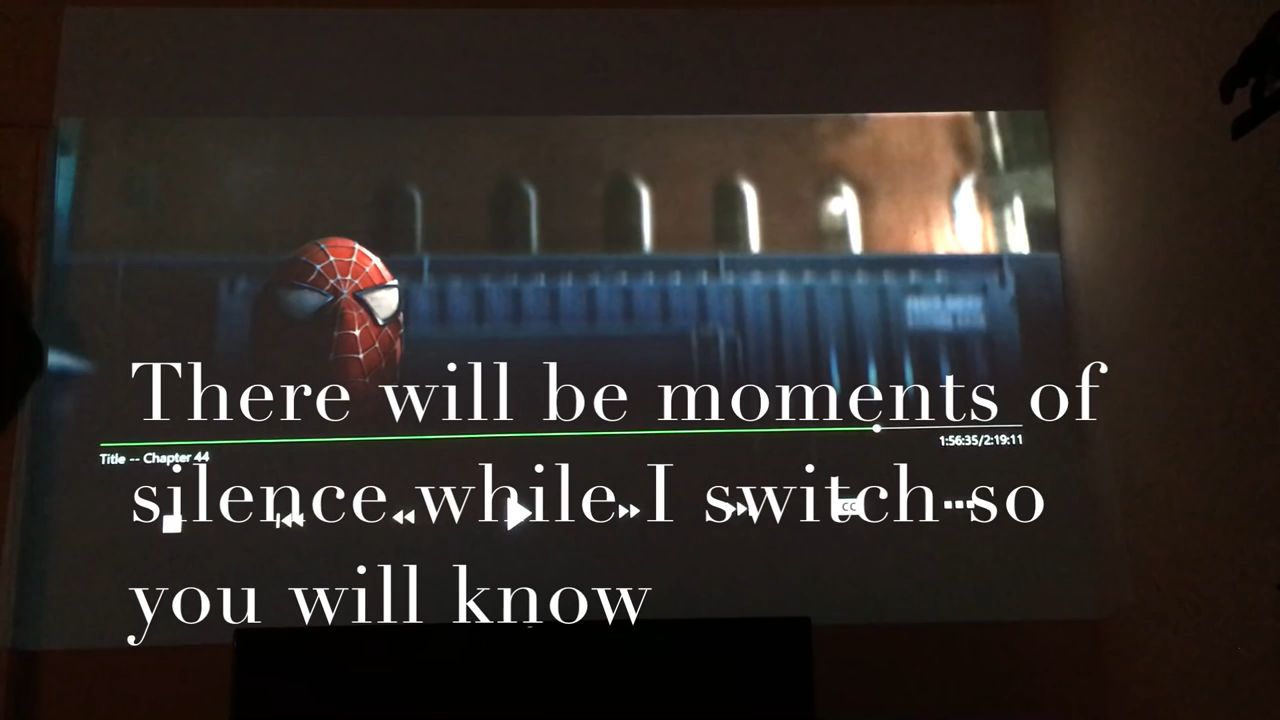 There will be moments of
1:56:35/2:19:11
Title -- Chapter 44
silence while I switch so
CC
you will know